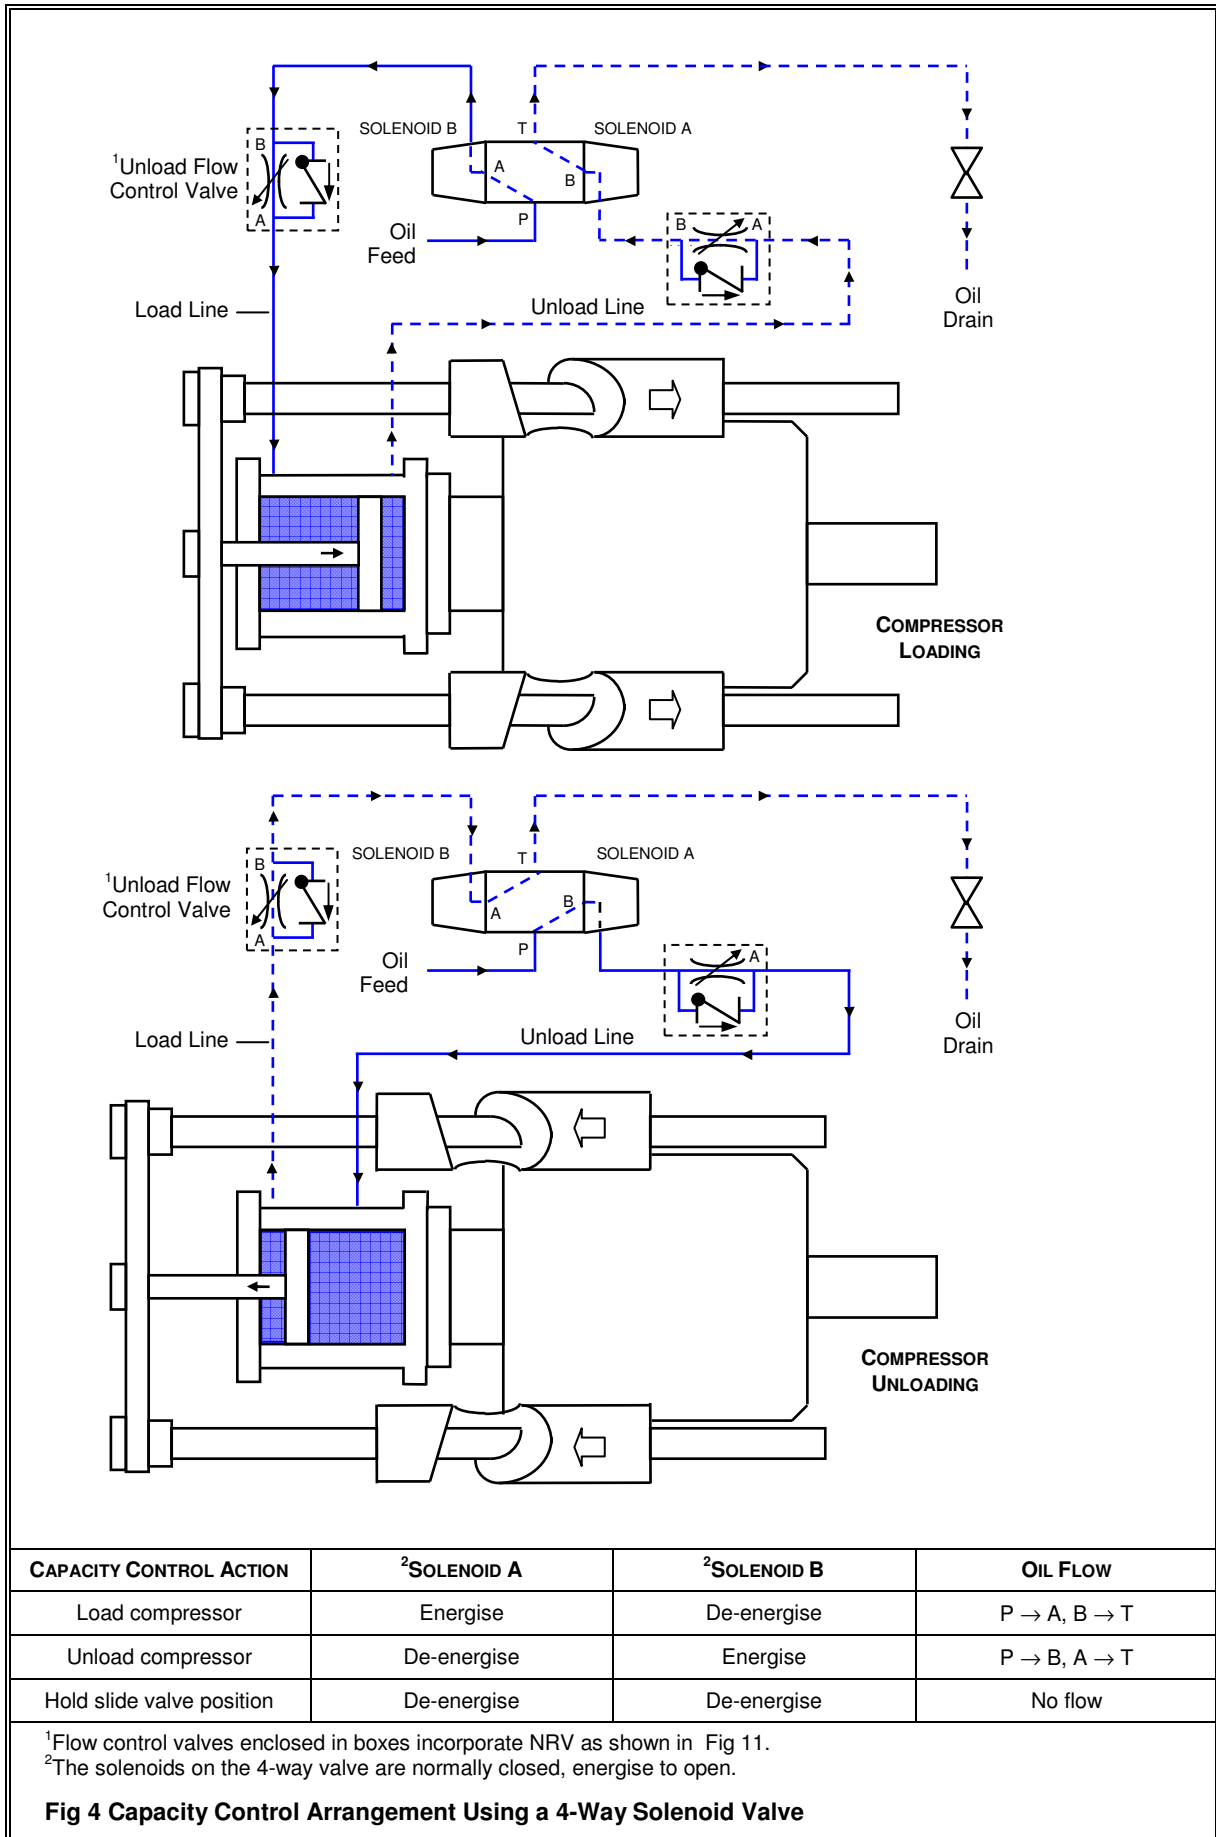 SOLENOID B T SOLENOID A
B
¹Unload Flow
Control Valve
A
A
B
P
Oil
Feed
B A
Load Line
Unload Line
Oil
Drain
COMPRESSOR
LOADING
SOLENOID B T SOLENOID A
B
¹Unload Flow
Control Valve
A
A
B
P
Oil
Feed
A
Load Line
Unload Line
Oil
Drain
COMPRESSOR
UNLOADING
CAPACITY CONTROL ACTION ²SOLENOID A ²SOLENOID B OIL FLOW
Load compressor Energise De-energise P → A, B → T
Unload compressor De-energise Energise P → B, A → T
Hold slide valve position De-energise De-energise No flow
¹Flow control valves enclosed in boxes incorporate NRV as shown in Fig 11.
²The solenoids on the 4-way valve are normally closed, energise to open.
Fig 4 Capacity Control Arrangement Using a 4-Way Solenoid Valve